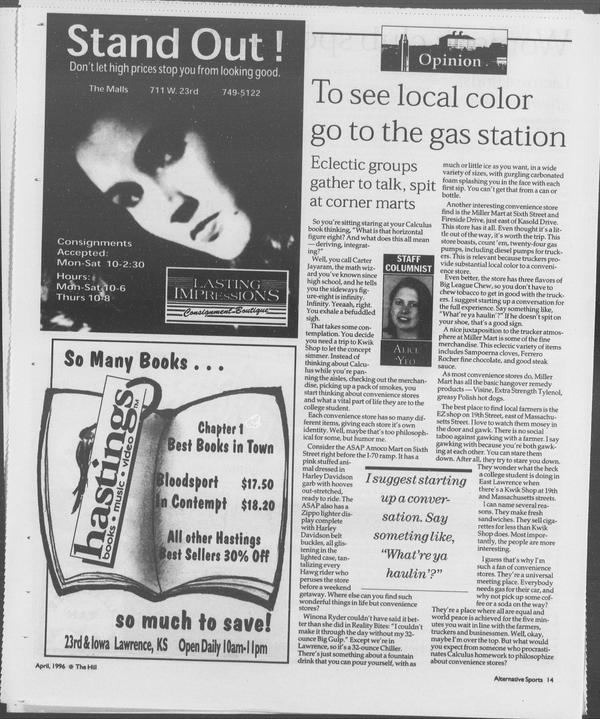 Stand Out!
Don't let high prices stop you from looking good.
The Malls 711 W. 23rd 749-5122
Consignments
Accepted:
Mon-Sat 10-2:30
Hours:
Mon-Sat 10-6
Thurs 10-8
LASTING
IMPRESSIONS
Consignment-Boutique
So Many Books . . .
hastings
books · music · video
Chapter 1
Best Books in Town
Bloodsport $17.50
In Contempt $18.20
All other Hastings
Best Sellers 30% Off
so much to save!
23rd & Iowa Lawrence, KS Open Daily 10am-11pm
April, 1996 @ The Hill
Opinion
To see local color
go to the gas station
Eclectic groups
gather to talk, spit
at corner marts
So you're sitting staring at your Calculus
book thinking, "What is that horizontal
figure eight? And what does this all mean
— deriving, integrat-
ing?"
Well, you call Carter
Jayaram, the math wiz-
ard you've known since
high school, and he tells
you the sideways fig-
ure-eight is infinity.
Infinity. Yeaah, right.
You exhale a befuddled
sigh.
That takes some con-
templation. You decide
you need a trip to Kwik
Shop to let the concept
simmer. Instead of
thinking about Calcu-
lus while you're pan-
ning the aisles, checking out the merchan-
dise, picking up a pack of smokes, you
start thinking about convenience stores
and what a vital part of life they are to the
college student.
Each convenience store has so many dif-
ferent items, giving each store it's own
identity. Well, maybe that's too philosoph-
ical for some, but humor me.
Consider the ASAP Amoco Mart on Sixth
Street right before the I-70 ramp. It has a
pink stuffed ani-
mal dressed in
Harley Davidson
garb with hooves
out-stretched,
ready to ride. The
ASAP also has a
Zippo lighter dis-
play complete
with Harley
Davidson belt
buckles, all glis-
tening in the
lighted case, tan-
talizing every
Hawg rider who
peruses the store
before a weekend
getaway. Where else can you find such
wonderful things in life but convenience
stores?
Winona Ryder couldn't have said it bet-
ter than she did in Reality Bites: "I couldn't
make it through the day without my 32-
ounce Big Gulp." Except we're in
Lawrence, so it's a 32-ounce Chiller.
There's just something about a fountain
drink that you can pour yourself, with as
STAFF
COLUMNIST
ALICE
YEO
I suggest starting
up a conver-
sation. Say
someting like,
"What're ya
haulin'?"
much or little ice as you want, in a wide
variety of sizes, with gurgling carbonated
foam splashing you in the face with each
first sip. You can't get that from a can or
bottle.
Another interesting convenience store
find is the Miller Mart at Sixth Street and
Fireside Drive, just east of Kasold Drive.
This store has it all. Even thought it's a lit-
tle out of the way, it's worth the trip. This
store boasts, count 'em, twenty-four gas
pumps, including diesel pumps for truck-
ers. This is relevant because truckers pro-
vide substantial local color to a conveni-
ence store.
Even better, the store has three flavors of
Big League Chew, so you don't have to
chew tobacco to get in good with the truck-
ers. I suggest starting up a conversation for
the full experience. Say something like,
"What're ya haulin'?" If he doesn't spit on
your shoe, that's a good sign.
A nice juxtaposition to the trucker atmos-
phere at Miller Mart is some of the fine
merchandise. This eclectic variety of items
includes Sampoerna cloves, Ferrero
Rocher fine chocolate, and good steak
sauce.
As most convenience stores do, Miller
Mart has all the basic hangover remedy
products — Visine, Extra Strength Tylenol,
greasy Polish hot dogs.
The best place to find local farmers is the
EZ shop on 19th Street, east of Massachu-
setts Street. I love to watch them mosey in
the door and gawk. There is no social
taboo against gawking with a farmer. I say
gawking with because you're both gawk-
ing at each other. You can stare them
down. After all, they try to stare you down.
They wonder what the heck
a college student is doing in
East Lawrence when
there's a Kwik Shop at 19th
and Massachusetts streets.
I can name several rea-
sons. They make fresh
sandwiches. They sell ciga-
rettes for less than Kwik
Shop does. Most impor-
tantly, the people are more
interesting.
I guess that's why I'm
such a fan of convenience
stores. They're a universal
meeting place. Everybody
needs gas for their car, and
why not pick up some cof-
fee or a soda on the way?
They're a place where all are equal and
world peace is achieved for the five min-
utes you wait in line with the farmers,
truckers and businessmen. Well, okay,
maybe I'm over the top. But what would
you expect from someone who procrasti-
nates Calculus homework to philosophize
about convenience stores?
Alternative Sports 14